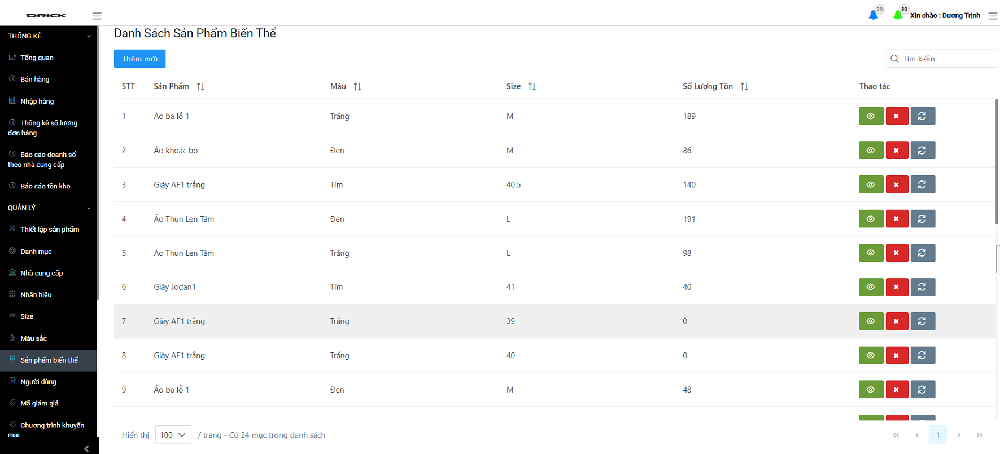 DRICK
29
80
Xin chào : Dương Trịnh
THỐNG KÊ
Tổng quan
Bán hàng
Nhập hàng
Thống kê số lượng
đơn hàng
Báo cáo doanh số
theo nhà cung cấp
Báo cáo tồn kho
QUẢN LÝ
Thiết lập sản phẩm
Danh mục
Nhà cung cấp
Nhãn hiệu
Size
Màu sắc
Sản phẩm biến thể
Người dùng
Mã giảm giá
Chương trình khuyến
mại
Danh Sách Sản Phẩm Biến Thể
Thêm mới
Tìm kiếm
STT Sản Phẩm Màu Size Số Lượng Tồn Thao tác
1 Áo ba lỗ 1 Trắng M 189
2 Áo khoác bò Đen M 86
3 Giày AF1 trắng Tím 40.5 140
4 Áo Thun Len Tăm Đen L 191
5 Áo Thun Len Tăm Trắng L 98
6 Giày Jodan1 Tím 41 40
7 Giày AF1 trắng Trắng 39 0
8 Giày AF1 trắng Trắng 40 0
9 Áo ba lỗ 1 Đen M 48
Hiển thị 100 / trang - Có 24 mục trong danh sách
1